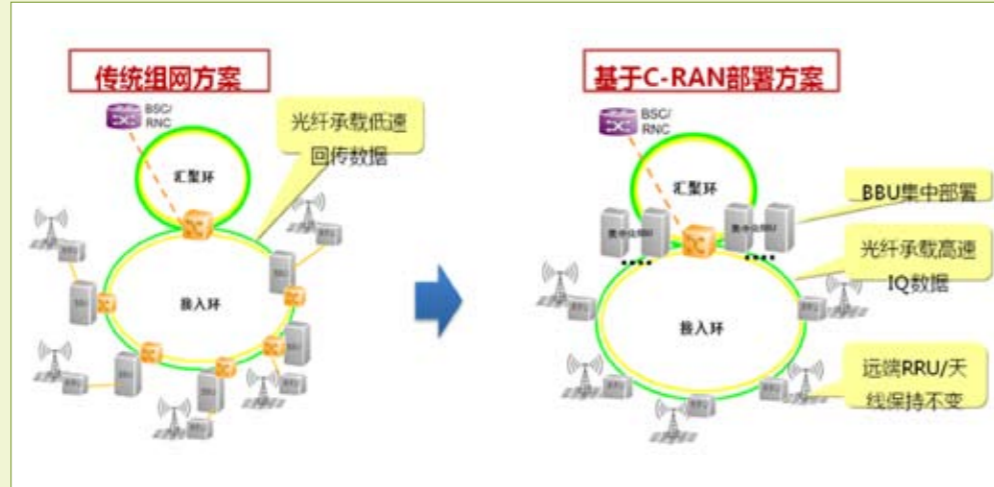 传统组网方案
BSC/
RNC
光纤承载低速
回传数据
汇聚环
接入环
基于C-RAN部署方案
BSC/
RNC
汇聚环
BBU集中部署
光纤承载高速
IQ数据
接入环
远端RRU/天
线保持不变